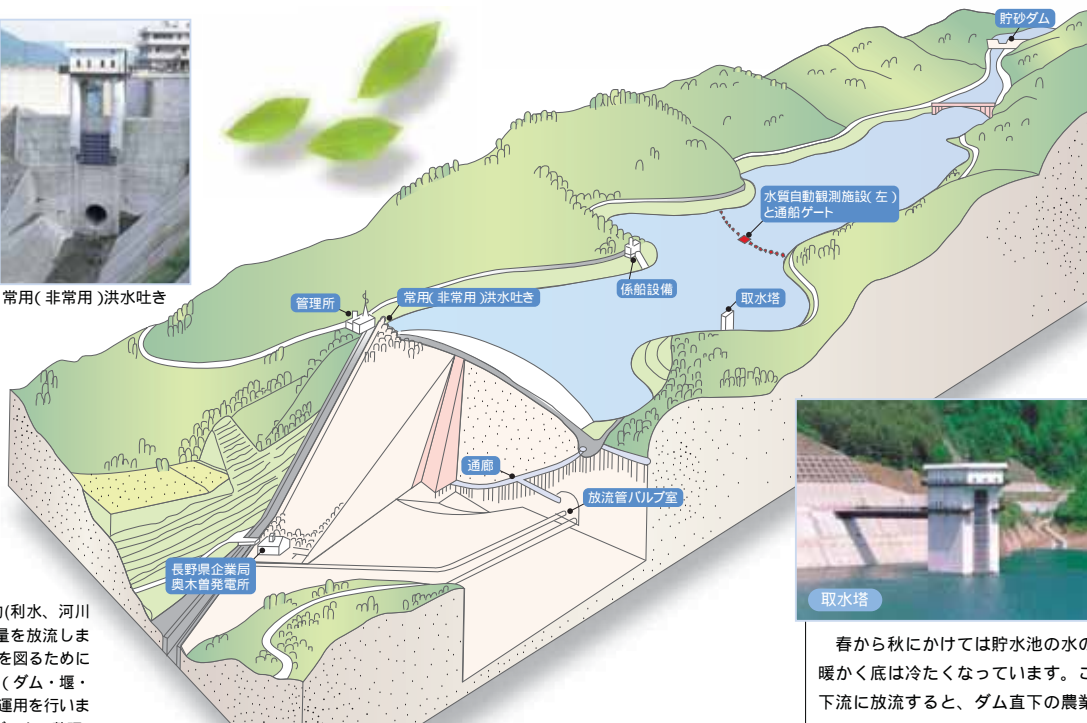 貯砂ダム
水質自動観測施設(左)
と通船ゲート
常用(非常用)洪水吐き
管理所
常用(非常用)洪水吐き
係船設備
取水塔
通廊
放流管バルブ室
長野県企業局
奥木曽発電所
取水塔
(利水、河川
量を放流しま
を図るために
(ダム・堰・
運用を行いま
春から秋にかけては貯水池の水の
暖かく底は冷たくなっています。こ
下流に放流すると、ダム直下の農業